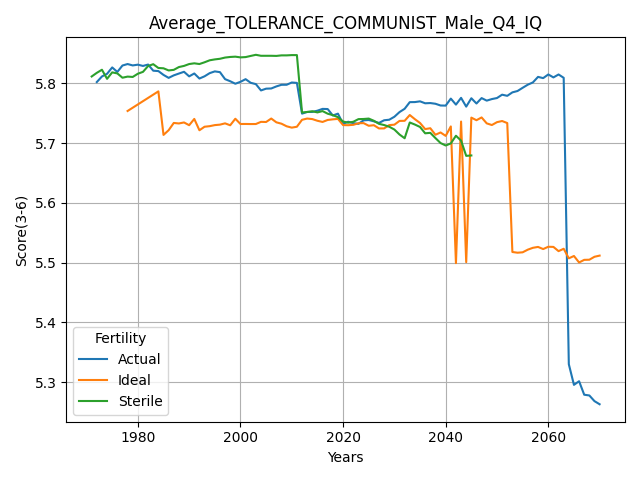 Average_TOLERANCE_COMMUNIST_Male_Q4_IQ
5.8
5.7
5.6
5.5
5.4
5.3
Score(3-6)
Fertility
Actual
Ideal
Sterile
1980 2000 2020 2040 2060
Years